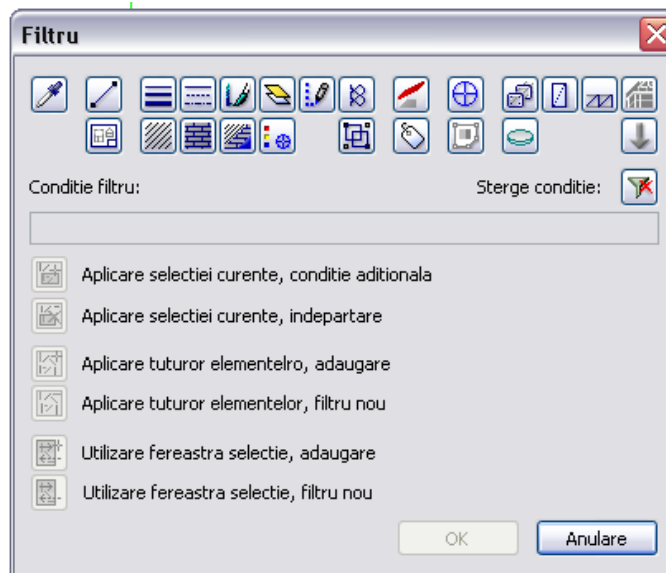 Filtru
Conditie filtru:
Sterge conditie:
Aplicare selectiei curente, conditie aditionala
Aplicare selectiei curente, indepartare
Aplicare tuturor elementelro, adaugare
Aplicare tuturor elementelor, filtru nou
Utilizare fereastra selectie, adaugare
Utilizare fereastra selectie, filtru nou
OK
Anulare